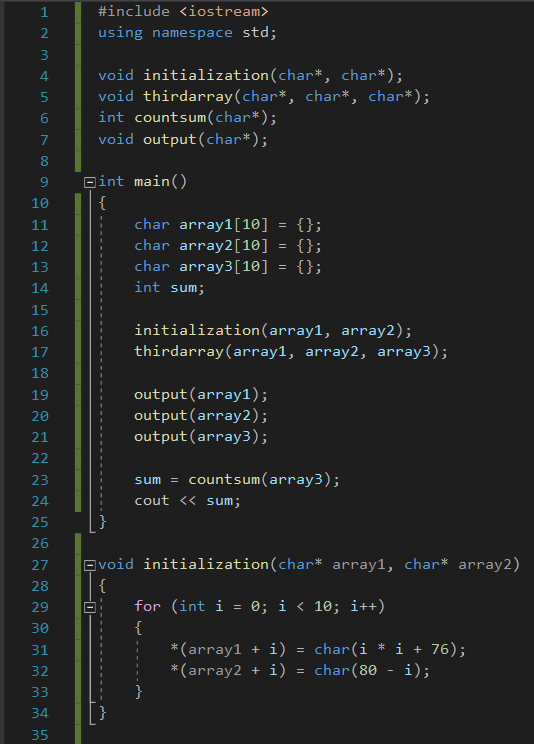 1 #include <iostream>
2 using namespace std;
3
4 void initialization(char*, char*);
5 void thirdarray(char*, char*, char*);
6 int countsum(char*);
7 void output(char*);
8
9 int main()
10 {
11 char array1[10] = {};
12 char array2[10] = {};
13 char array3[10] = {};
14 int sum;
15
16 initialization(array1, array2);
17 thirdarray(array1, array2, array3);
18
19 output(array1);
20 output(array2);
21 output(array3);
22
23 sum = countsum(array3);
24 cout << sum;
25 }
26
27 void initialization(char* array1, char* array2)
28 {
29 for (int i = 0; i < 10; i++)
30 {
31 *(array1 + i) = char(i * i + 76);
32 *(array2 + i) = char(80 - i);
33 }
34 }
35